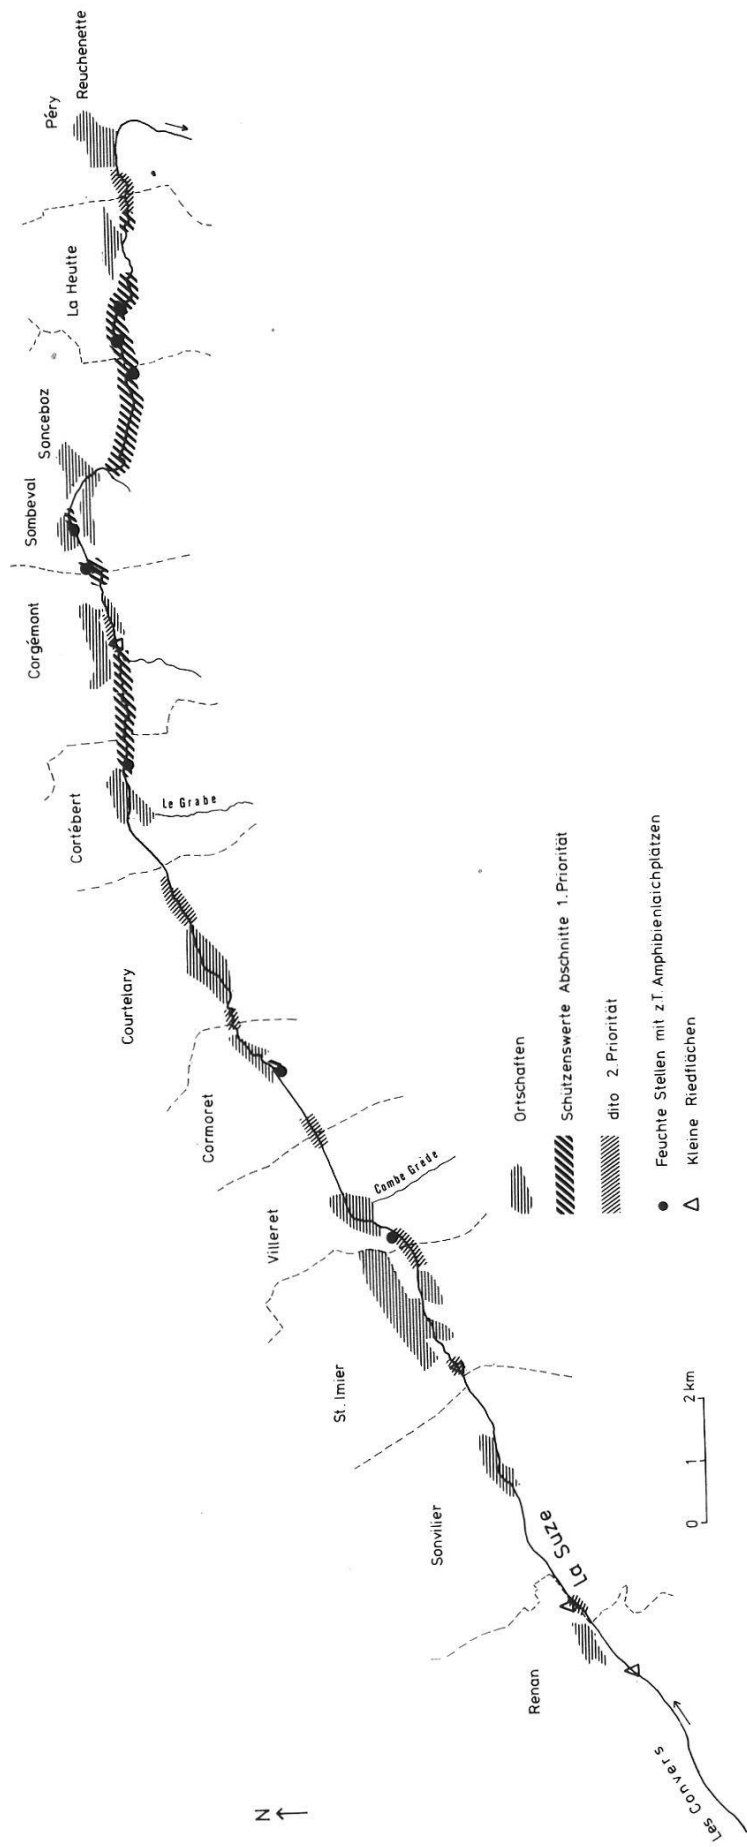 Péry
Reuchenette
La Heutte
Sonceboz
Sombeval
Corgémont
Cortébert
Le Grabe
Courtelary
Cormoret
Villeret
Combe Grède
St. Imier
Sonvilier
La Suze
Renan
Les Convers
N
0 1 2 km
Ortschaften
Schützenswerte Abschnitte 1. Priorität
dito 2. Priorität
Feuchte Stellen mit z.T. Amphibienlaichplätzen
Kleine Riedflächen